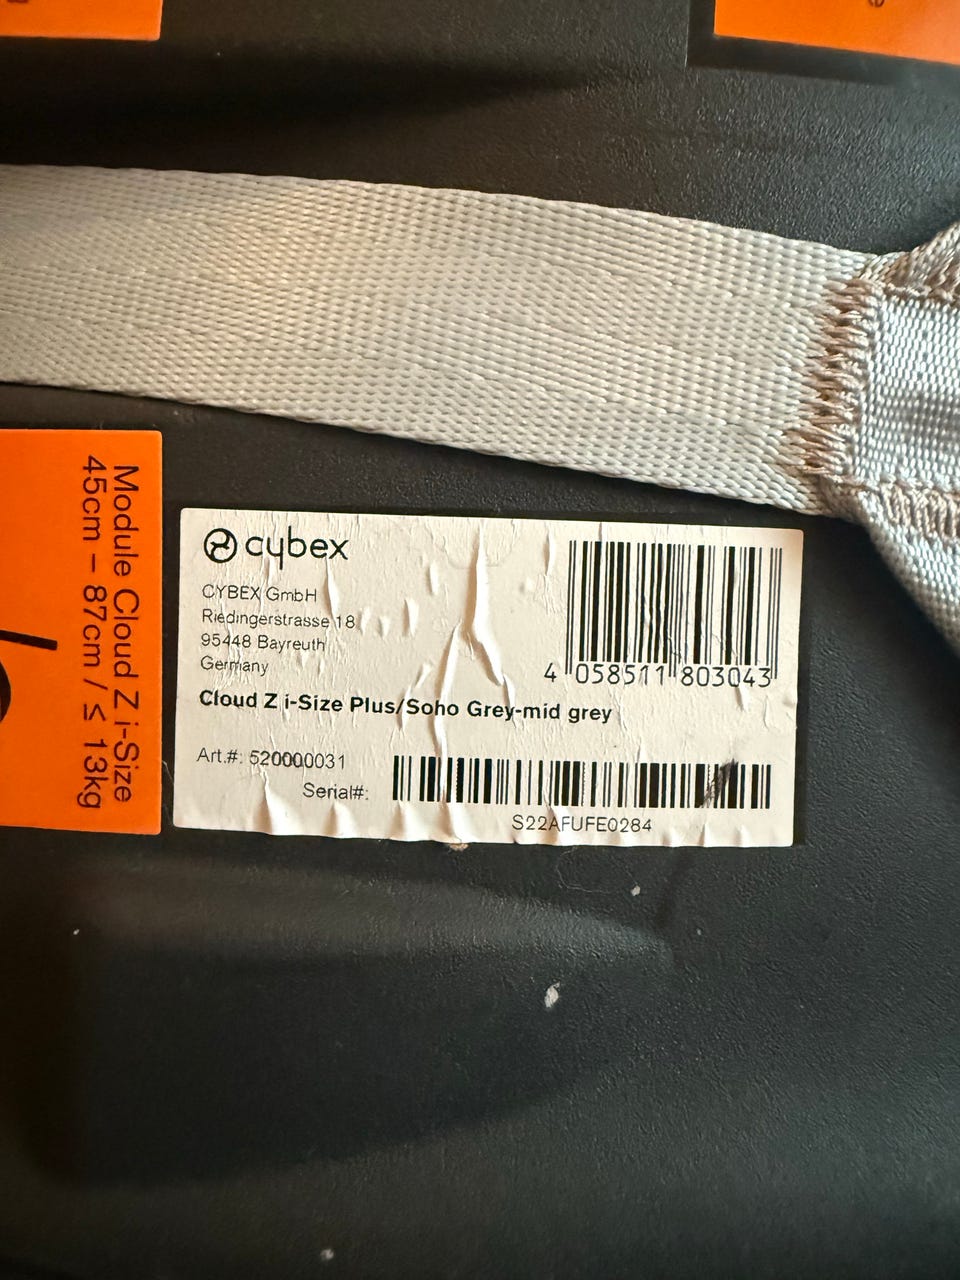 Module Cloud Z i-Size
45cm – 87cm / ≤ 13kg
cybex
CYBEX GmbH
Riedingerstrasse 18
95448 Bayreuth
Germany
4 058511 803043
Cloud Z i-Size Plus/Soho Grey-mid grey
Art.#: 520000031
Serial#:
S22AFUFE0284